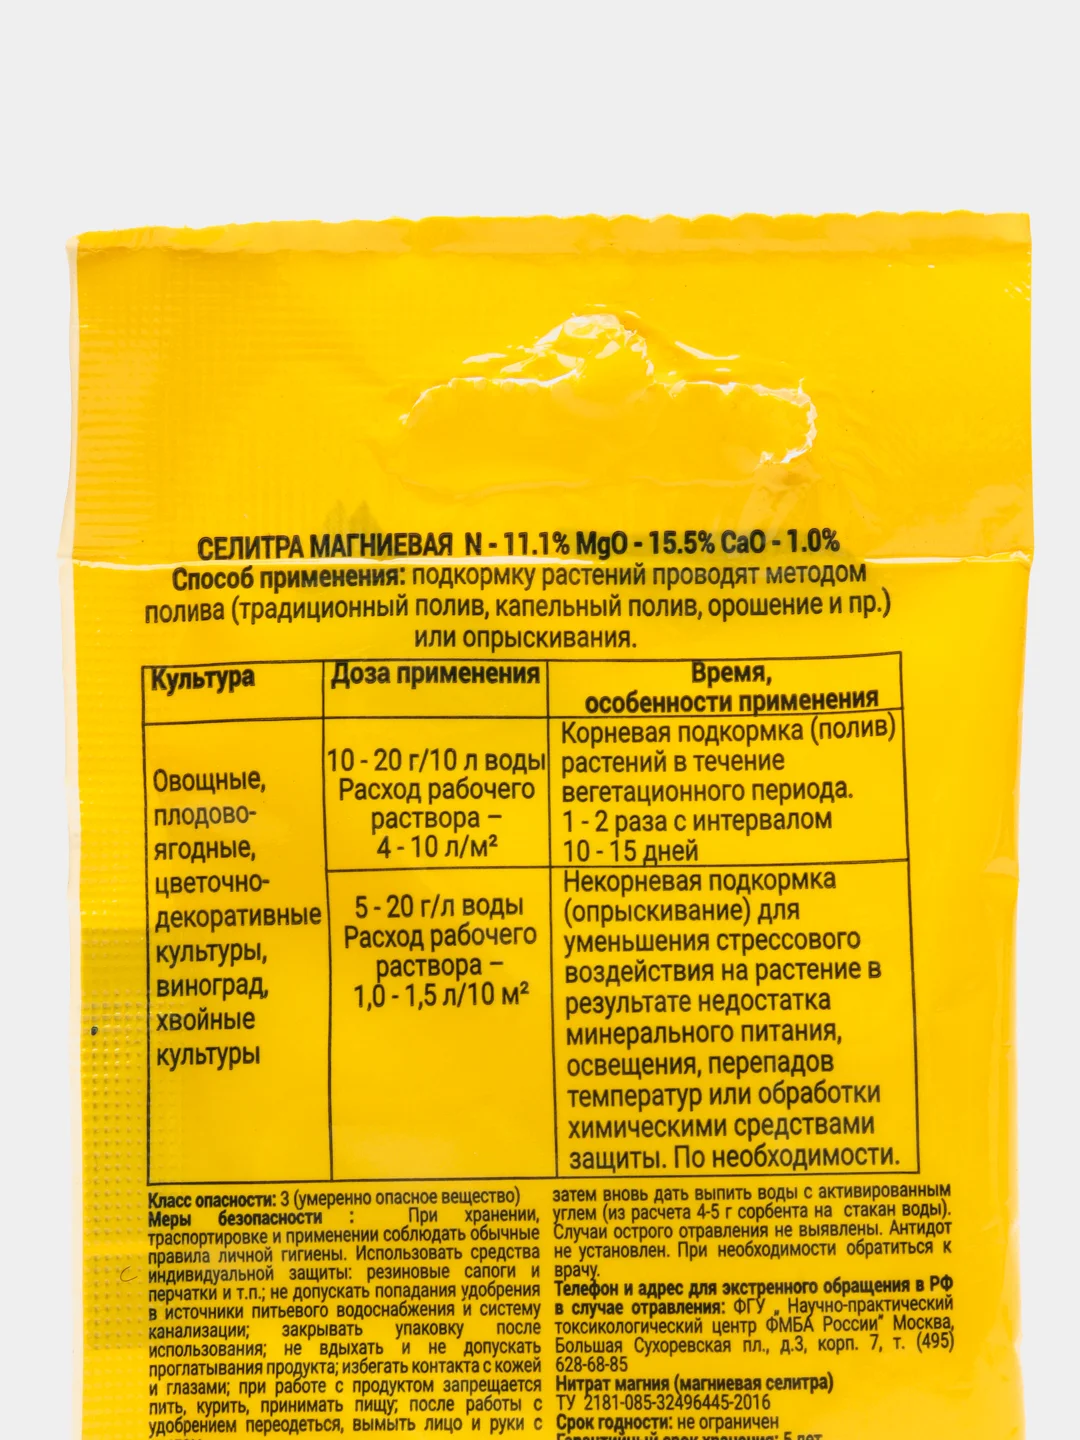 СЕЛИТРА МАГНИЕВАЯ N - 11.1% MgO - 15.5% CaO - 1.0%
Способ применения: подкормку растений проводят методом
полива (традиционный полив, капельный полив, орошение и пр.)
или опрыскивания.
Культура
Доза применения
Время,
особенности применения
Овощные,
плодово-
ягодные,
цветочно-
декоративные
культуры,
виноград,
хвойные
культуры
10 - 20 г/10 л воды
Расход рабочего
раствора –
4 - 10 л/м²
Корневая подкормка (полив)
растений в течение
вегетационного периода.
1 - 2 раза с интервалом
10 - 15 дней
5 - 20 г/л воды
Расход рабочего
раствора –
1,0 - 1,5 л/10 м²
Некорневая подкормка
(опрыскивание) для
уменьшения стрессового
воздействия на растение в
результате недостатка
минерального питания,
освещения, перепадов
температур или обработки
химическими средствами
защиты. По необходимости.
Класс опасности: 3 (умеренно опасное вещество)
Меры безопасности : При хранении,
траспортировке и применении соблюдать обычные
правила личной гигиены. Использовать средства
индивидуальной защиты: резиновые сапоги и
перчатки и т.п.; не допускать попадания удобрения
в источники питьевого водоснабжения и систему
канализации; закрывать упаковку после
использования; не вдыхать и не допускать
проглатывания продукта; избегать контакта с кожей
и глазами; при работе с продуктом запрещается
пить, курить, принимать пищу; после работы с
удобрением переодеться, вымыть лицо и руки с
затем вновь дать выпить воды с активированным
углем (из расчета 4-5 г сорбента на стакан воды).
Случаи острого отравления не выявлены. Антидот
не установлен. При необходимости обратиться к
врачу.
Телефон и адрес для экстренного обращения в РФ
в случае отравления: ФГУ „ Научно-практический
токсикологический центр ФМБА России" Москва,
Большая Сухоревская пл., д.3, корп. 7, т. (495)
628-68-85
Нитрат магния (магниевая селитра)
ТУ 2181-085-32496445-2016
Срок годности: не ограничен
Гарантийный срок хранения: 5 лет